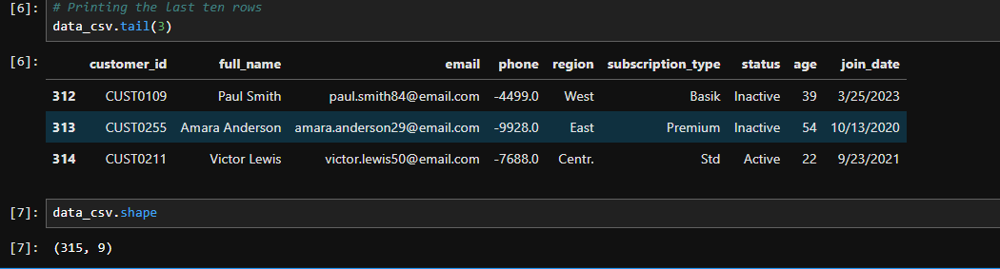 [6]: # Printing the last ten rows
data_csv.tail(3)
[6]: customer_id full_name email phone region subscription_type status age join_date
312 CUST0109 Paul Smith paul.smith84@email.com -4499.0 West Basik Inactive 39 3/25/2023
313 CUST0255 Amara Anderson amara.anderson29@email.com -9928.0 East Premium Inactive 54 10/13/2020
314 CUST0211 Victor Lewis victor.lewis50@email.com -7688.0 Centr. Std Active 22 9/23/2021
[7]: data_csv.shape
[7]: (315, 9)